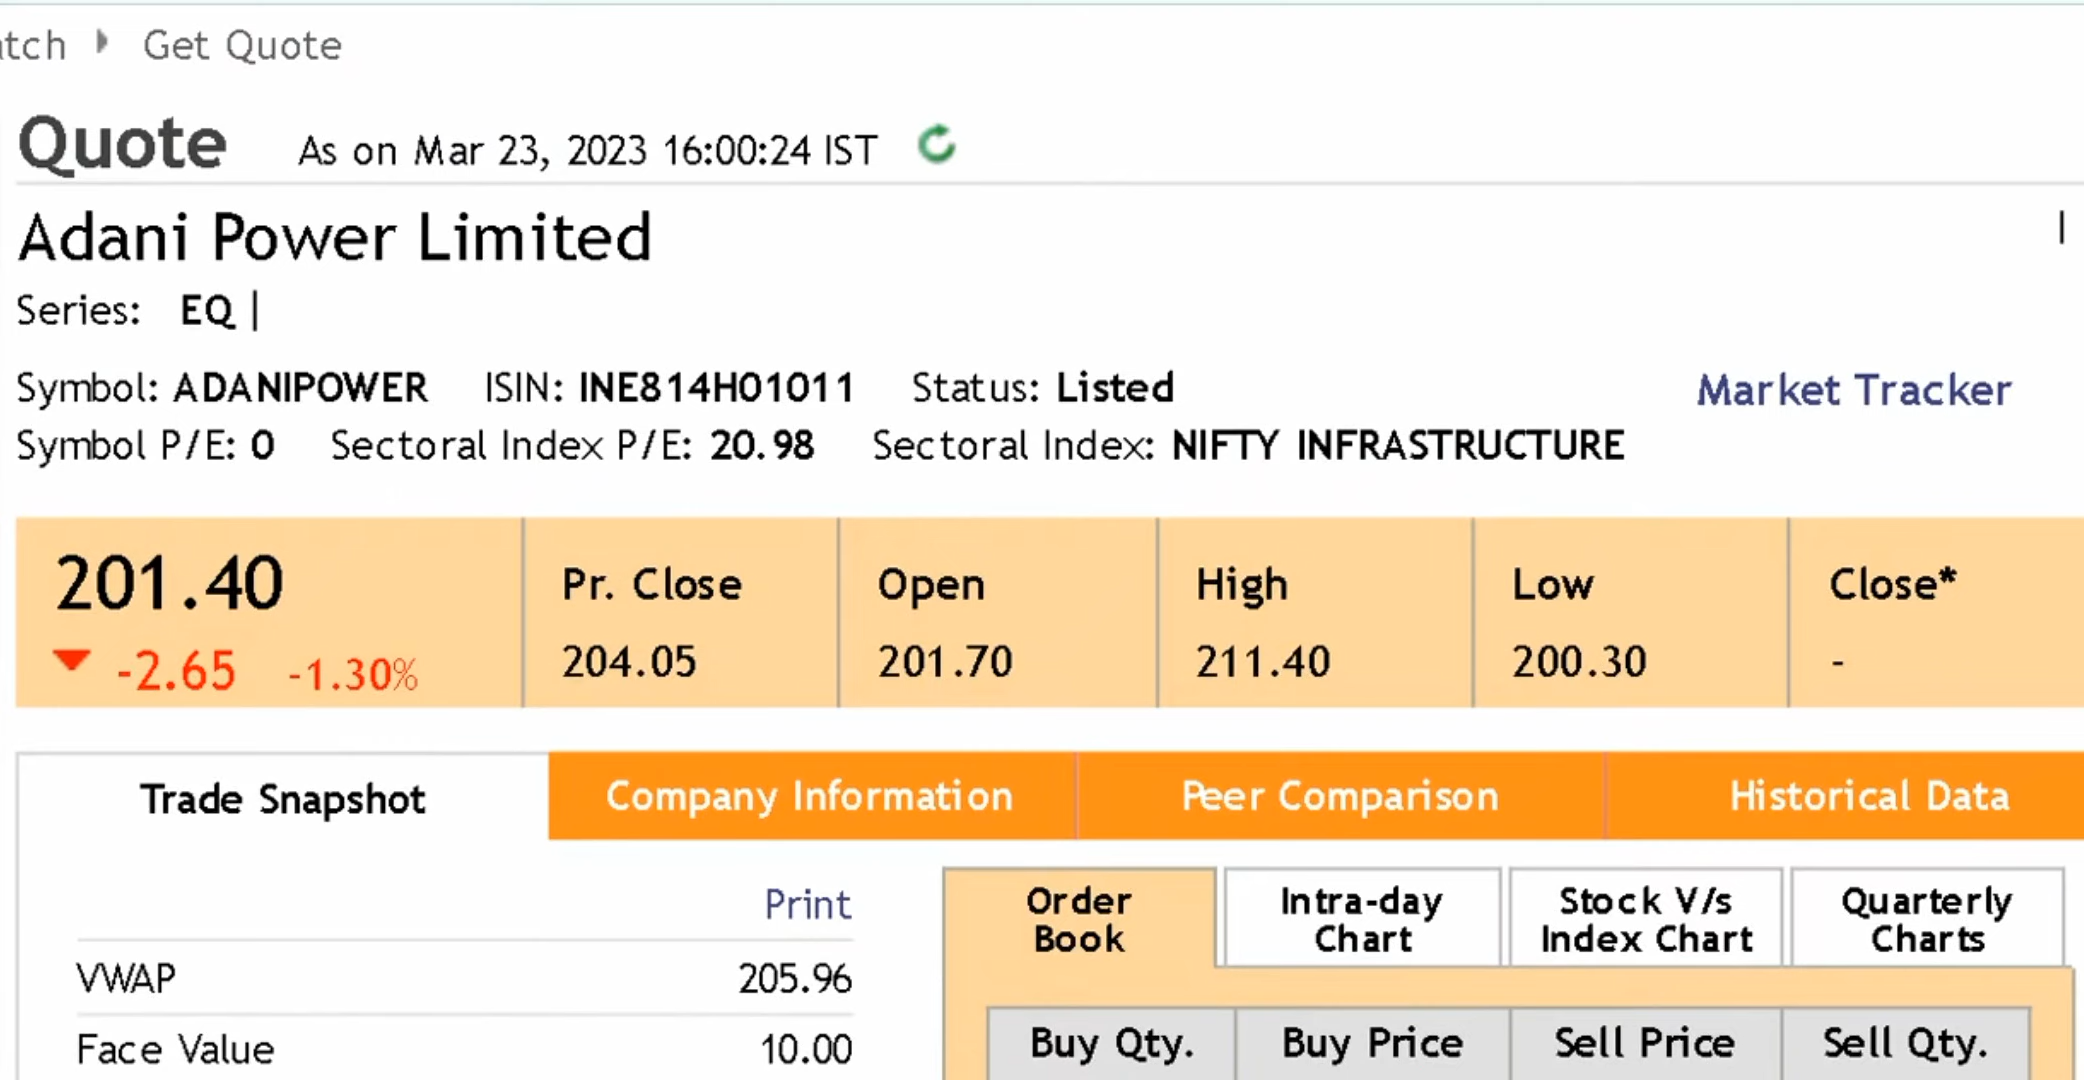 atch Get Quote
Quote As on Mar 23, 2023 16:00:24 IST
Adani Power Limited
|
Series: EQ |
Symbol: ADANIPOWER ISIN: INE814H01011 Status: Listed Market Tracker
Symbol P/E: 0 Sectoral Index P/E: 20.98 Sectoral Index: NIFTY INFRASTRUCTURE
201.40 Pr. Close Open High Low Close*
-2.65 -1.30% 204.05 201.70 211.40 200.30 -
Trade Snapshot Company Information Peer Comparison Historical Data
Print
Order Book Intra-day Chart Stock V/s Index Chart Quarterly Charts
VWAP 205.96
Face Value 10.00
Buy Qty. Buy Price Sell Price Sell Qty.